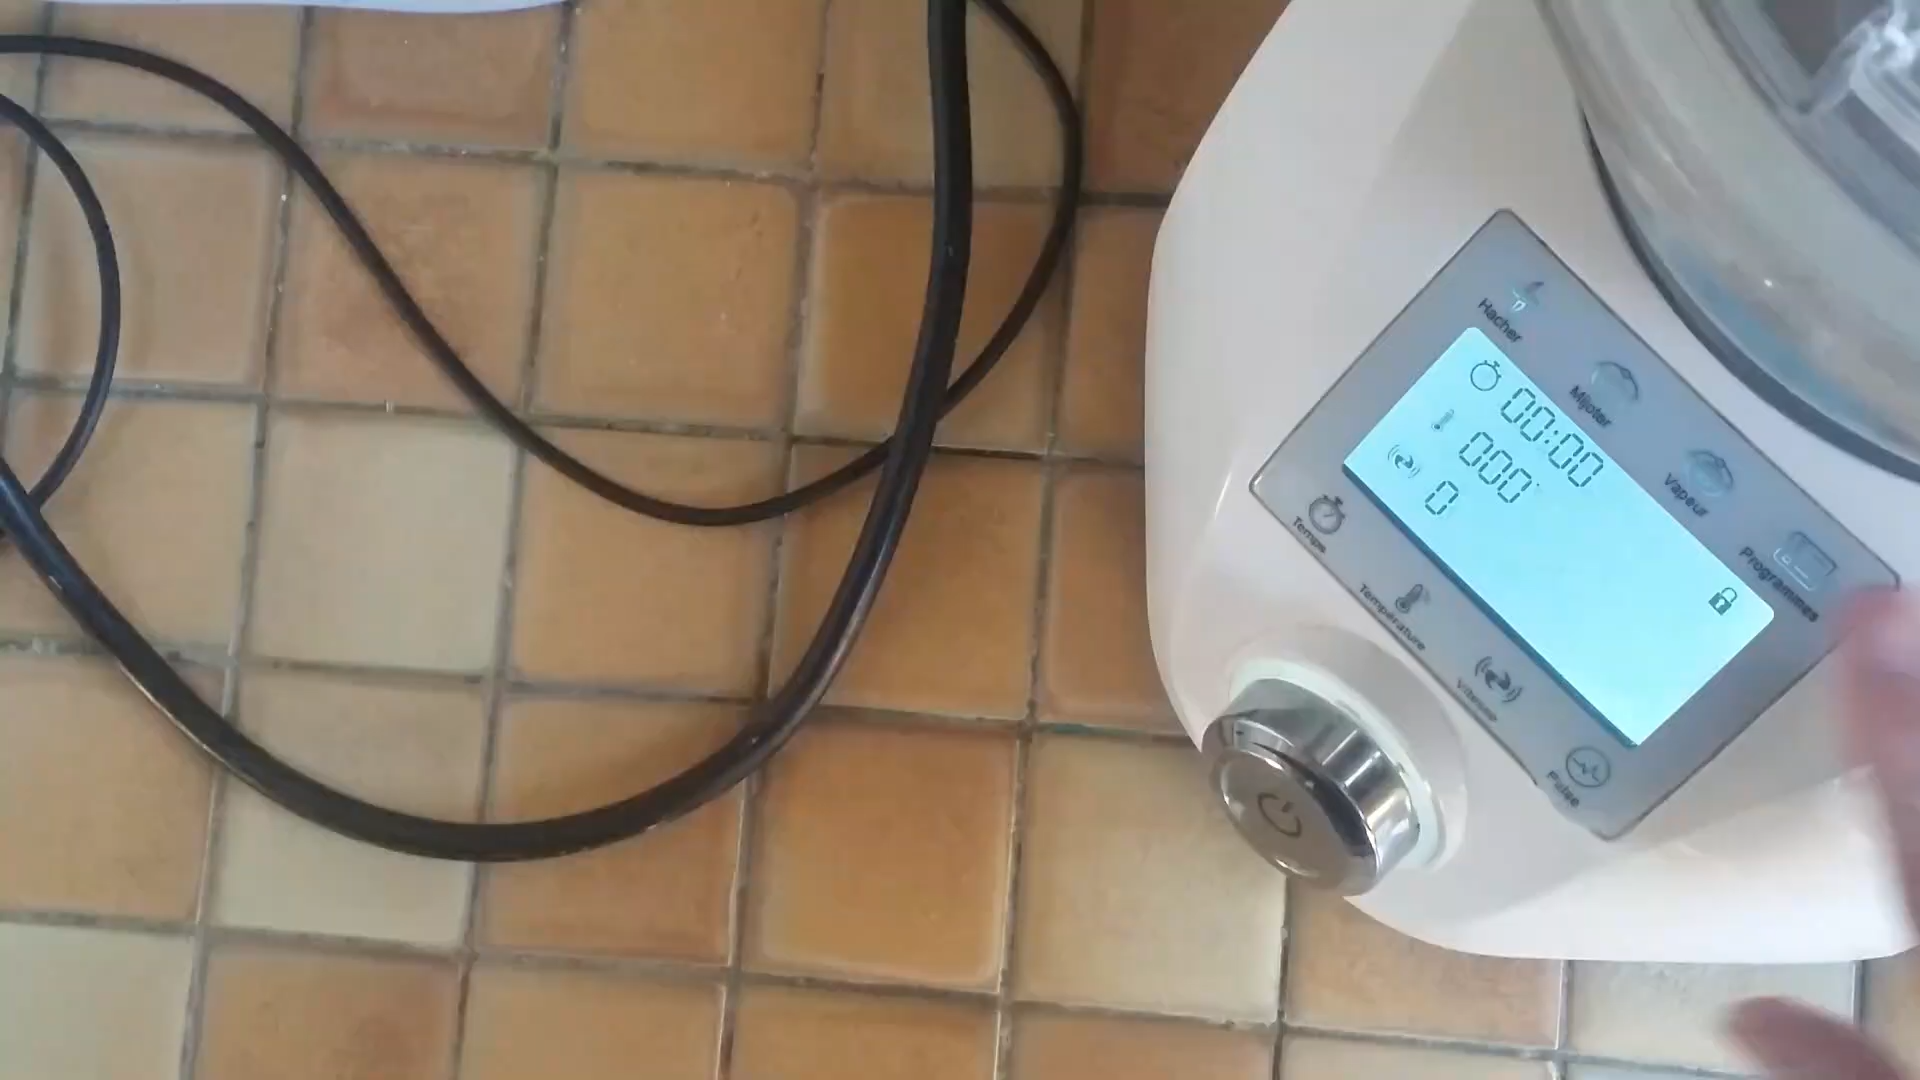 Hacher
Mijoter
Vapeur
Programmes
00:00
000°
0
Temps
Température
Vitesse
Pulse